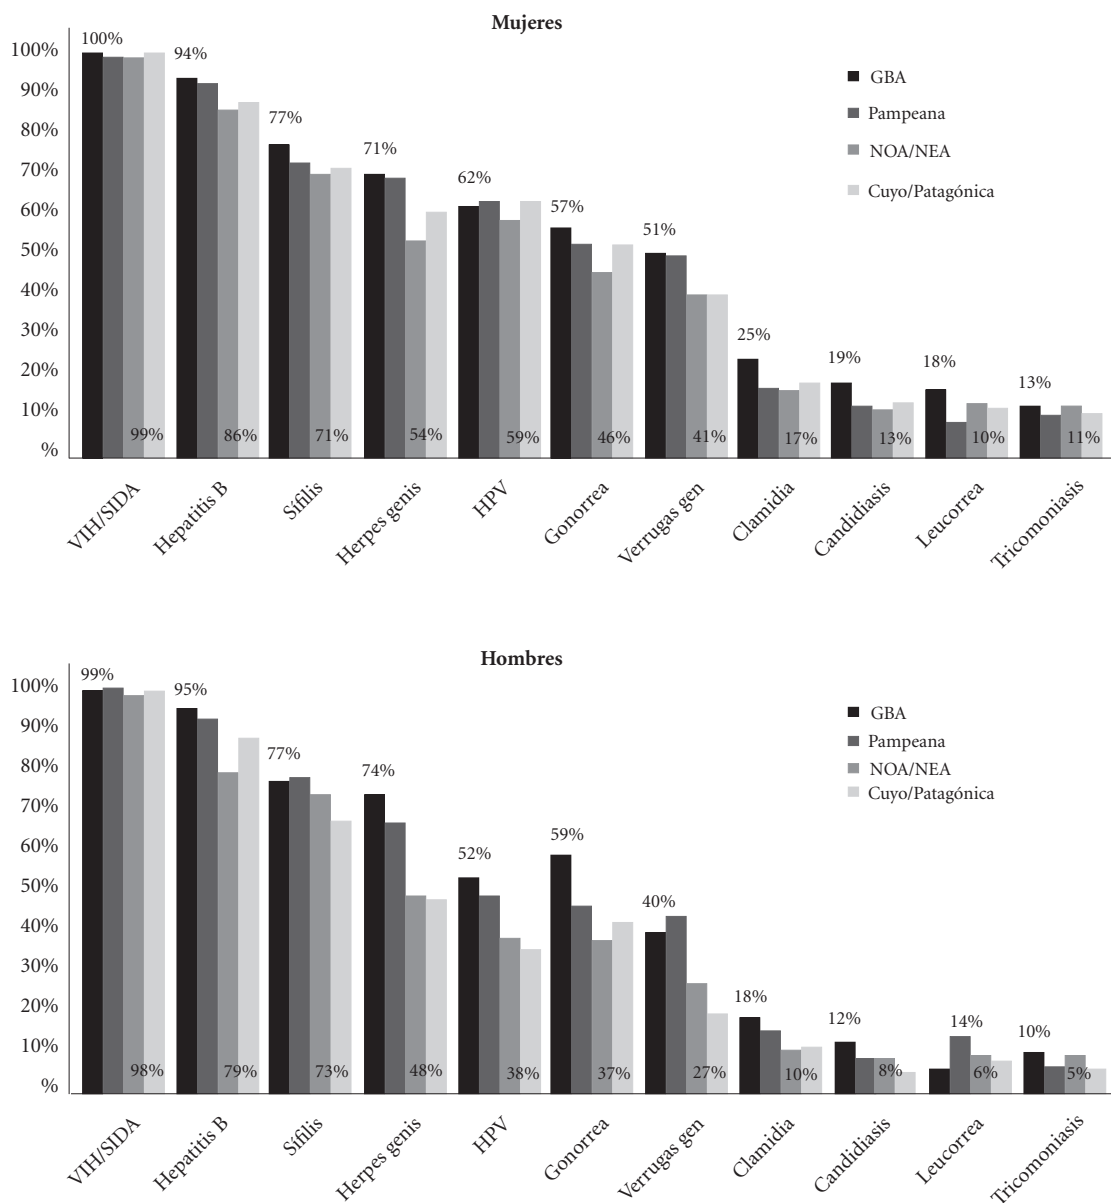 Mujeres
100%
90%
80%
70%
60%
50%
40%
30%
20%
10%
%
100%
94%
77%
71%
62%
57%
51%
25%
19%
18%
13%
GBA
Pampeana
NOA/NEA
Cuyo/Patagónica
99%
86%
71%
54%
59%
46%
41%
17%
13%
10%
11%
VIH/SIDA
Hepatitis B
Sífilis
Herpes genis
HPV
Gonorrea
Verrugas gen
Clamidia
Candidiasis
Leucorrea
Tricomoniasis
Hombres
100%
90%
80%
70%
60%
50%
40%
30%
20%
10%
%
99%
95%
77%
74%
52%
59%
40%
18%
12%
14%
10%
GBA
Pampeana
NOA/NEA
Cuyo/Patagónica
98%
79%
73%
48%
38%
37%
27%
10%
8%
6%
5%
VIH/SIDA
Hepatitis B
Sífilis
Herpes genis
HPV
Gonorrea
Verrugas gen
Clamidia
Candidiasis
Leucorrea
Tricomoniasis